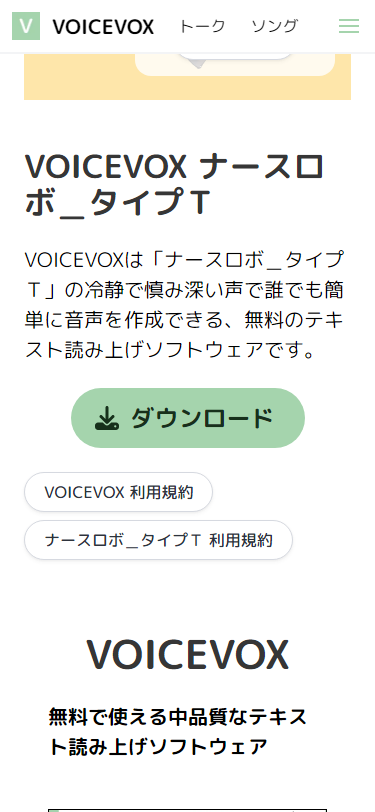 V VOICEVOX トーク ソング
VOICEVOX ナースロ
ボ＿タイプＴ
VOICEVOXは「ナースロボ＿タイプ
Ｔ」の冷静で慎み深い声で誰でも簡
単に音声を作成できる、無料のテキ
スト読み上げソフトウェアです。
ダウンロード
VOICEVOX 利用規約
ナースロボ＿タイプＴ 利用規約
VOICEVOX
無料で使える中品質なテキス
ト読み上げソフトウェア